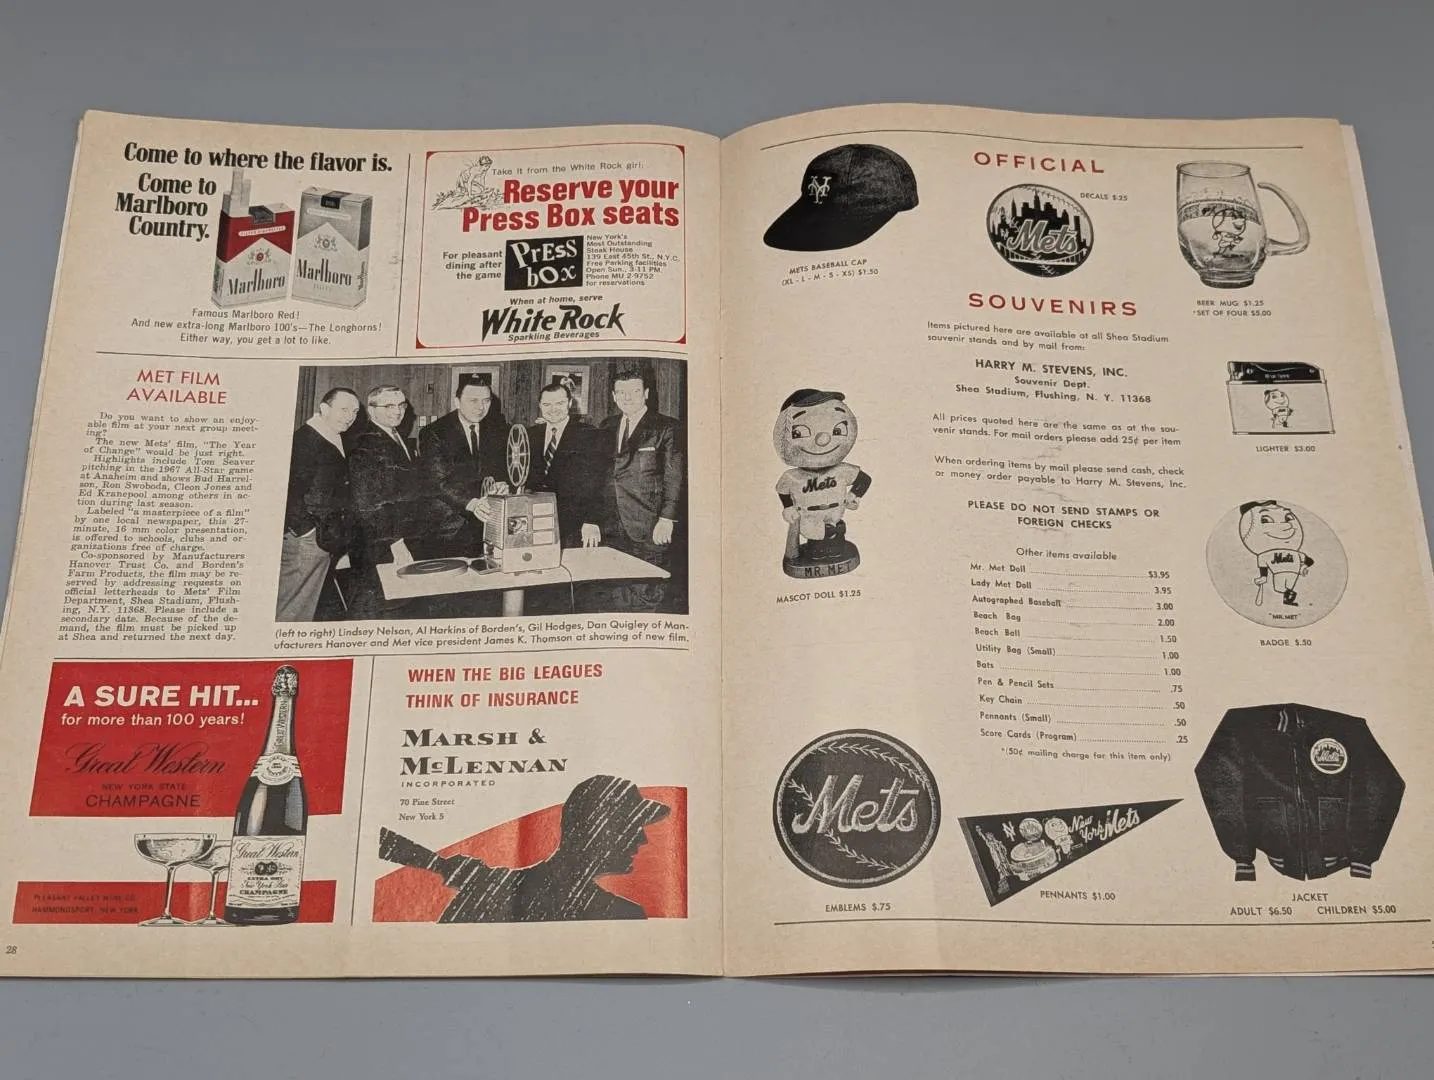 Come to where the flavor is.
Come to
Marlboro
Country.
Marlboro
Marlboro
Famous Marlboro Red!
And new extra-long Marlboro 100's—The Longhorns!
Either way, you get a lot to like.
Take it from the White Rock girl:
Reserve your
Press Box seats
For pleasant
dining after
the game
PRESS
BOX
New York's
Most Outstanding
Steak House
139 East 45th St., N.Y.C.
Free Parking facilities
Open Sun., 3-11 PM.
Phone MU 2-9752
for reservations
When at home, serve
White Rock
Sparkling Beverages
MET FILM
AVAILABLE
Do you want to show an enjoy-
able film at your next group meet-
ing?
The new Mets' film, "The Year
of Change" would be just right.
Highlights include Tom Seaver
pitching in the 1967 All-Star game
at Anaheim and shows Bud Harrel-
son, Ron Swoboda, Cleon Jones and
Ed Kranepool among others in ac-
tion during last season.
Labeled "a masterpiece of a film"
by one local newspaper, this 27-
minute, 16 mm color presentation,
is offered to schools, clubs and or-
ganizations free of charge.
Co-sponsored by Manufacturers
Hanover Trust Co. and Borden's
Farm Products, the film may be re-
served by addressing requests on
official letterheads to Mets' Film
Department, Shea Stadium, Flush-
ing, N.Y. 11368. Please include a
secondary date. Because of the de-
mand, the film must be picked up
at Shea and returned the next day.
(left to right) Lindsey Nelson, Al Harkins of Borden's, Gil Hodges, Dan Quigley of Man-
ufacturers Hanover and Met vice president James K. Thomson at showing of new film.
A SURE HIT...
for more than 100 years!
Great Western
NEW YORK STATE
CHAMPAGNE
PLEASANT VALLEY WINE CO.
HAMMONDSPORT, NEW YORK
GREAT WESTERN
Great Western
EXTRA DRY
New York State
CHAMPAGNE
WHEN THE BIG LEAGUES
THINK OF INSURANCE
MARSH &
McLENNAN
INCORPORATED
70 Pine Street
New York 5
28
NY
METS BASEBALL CAP
(XL - L - M - S - XS) $1.50
OFFICIAL
DECALS $.25
Mets
SOUVENIRS
BEER MUG $1.25
*SET OF FOUR $5.00
Items pictured here are available at all Shea Stadium
souvenir stands and by mail from:
HARRY M. STEVENS, INC.
Souvenir Dept.
Shea Stadium, Flushing, N. Y. 11368
All prices quoted here are the same as at the sou-
venir stands. For mail orders please add 25¢ per item
When ordering items by mail please send cash, check
or money order payable to Harry M. Stevens, Inc.
PLEASE DO NOT SEND STAMPS OR
FOREIGN CHECKS
Other items available
Mr. Met Doll $3.95
Lady Met Doll 3.95
Autographed Baseball 3.00
Beach Bag 2.00
Beach Ball 1.50
Utility Bag (Small) 1.00
Bats 1.00
Pen & Pencil Sets .75
Key Chain .50
Pennants (Small) .50
Score Cards (Program) .25
*(50¢ mailing charge for this item only)
Mets
MR. MET
MASCOT DOLL $1.25
LIGHTER $3.00
Mets
"MR. MET"
BADGE $.50
Mets
EMBLEMS $.75
New
York Mets
PENNANTS $1.00
JACKET
ADULT $6.50 CHILDREN $5.00